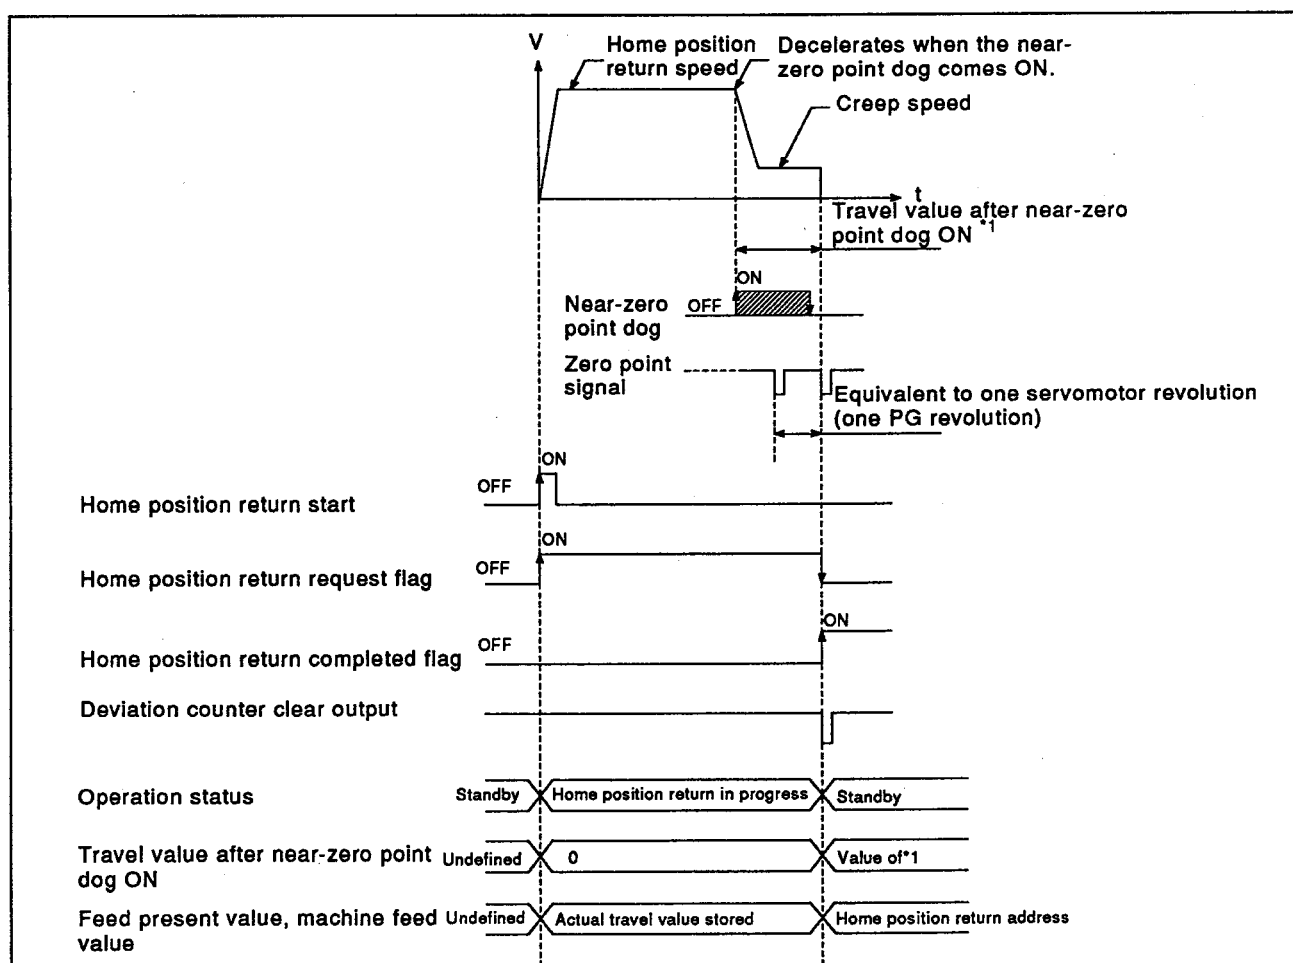 V
Home position
return speed
Decelerates when the near-
zero point dog comes ON.
Creep speed
t
Travel value after near-zero
point dog ON *1
ON
OFF
Near-zero
point dog
Zero point
signal
Equivalent to one servomotor revolution
(one PG revolution)
ON
OFF
Home position return start
ON
OFF
Home position return request flag
ON
OFF
Home position return completed flag
Deviation counter clear output
Operation status
Standby
Home position return in progress
Standby
Travel value after near-zero point
dog ON
Undefined
0
Value of*1
Feed present value, machine feed
value
Undefined
Actual travel value stored
Home position return address